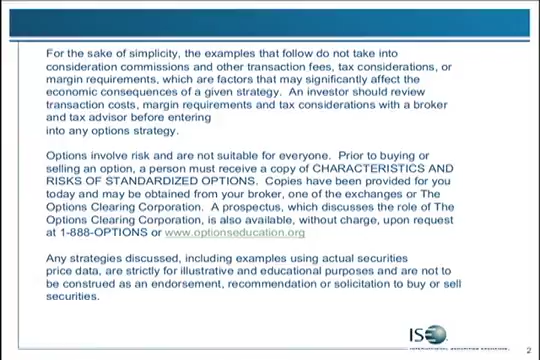 For the sake of simplicity, the examples that follow do not take into
consideration commissions and other transaction fees, tax considerations, or
margin requirements, which are factors that may significantly affect the
economic consequences of a given strategy. An investor should review
transaction costs, margin requirements and tax considerations with a broker
and tax advisor before entering
into any options strategy.
Options involve risk and are not suitable for everyone. Prior to buying or
selling an option, a person must receive a copy of CHARACTERISTICS AND
RISKS OF STANDARDIZED OPTIONS. Copies have been provided for you
today and may be obtained from your broker, one of the exchanges or The
Options Clearing Corporation. A prospectus, which discusses the role of The
Options Clearing Corporation, is also available, without charge, upon request
at 1-888-OPTIONS or www.optionseducation.org
Any strategies discussed, including examples using actual securities
price data, are strictly for illustrative and educational purposes and are not to
be construed as an endorsement, recommendation or solicitation to buy or sell
securities.
ISE
2